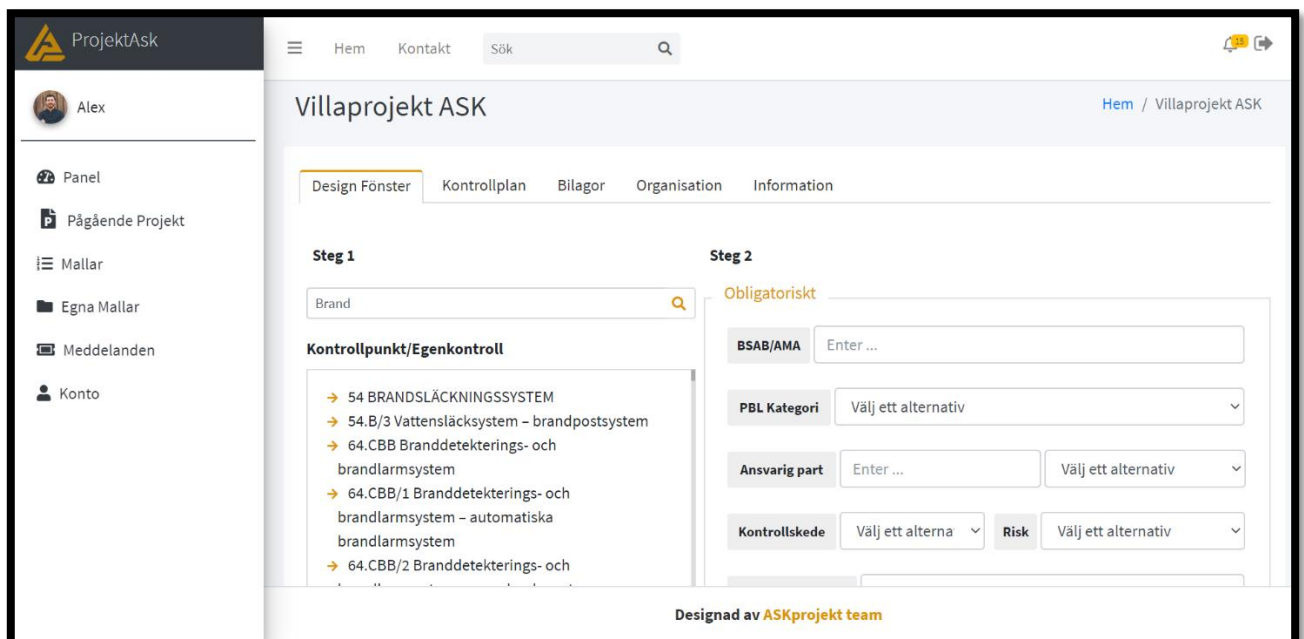 ProjektAsk
Hem Kontakt Sök
15
Alex
Villaprojekt ASK
Hem / Villaprojekt ASK
Panel
Pågående Projekt
Mallar
Egna Mallar
Meddelanden
Konto
Design Fönster Kontrollplan Bilagor Organisation Information
Steg 1
Brand
Kontrollpunkt/Egenkontroll
54 BRANDSLÄCKNINGSSYSTEM
54.B/3 Vattensläcksystem – brandpostsystem
64.CBB Branddetekterings- och
brandlarmsystem
64.CBB/1 Branddetekterings- och
brandlarmsystem – automatiska
brandlarmsystem
64.CBB/2 Branddetekterings- och
Steg 2
Obligatoriskt
BSAB/AMA Enter ...
PBL Kategori Välj ett alternativ
Ansvarig part Enter ... Välj ett alternativ
Kontrollskede Välj ett alterna Risk Välj ett alternativ
Designad av ASKprojekt team